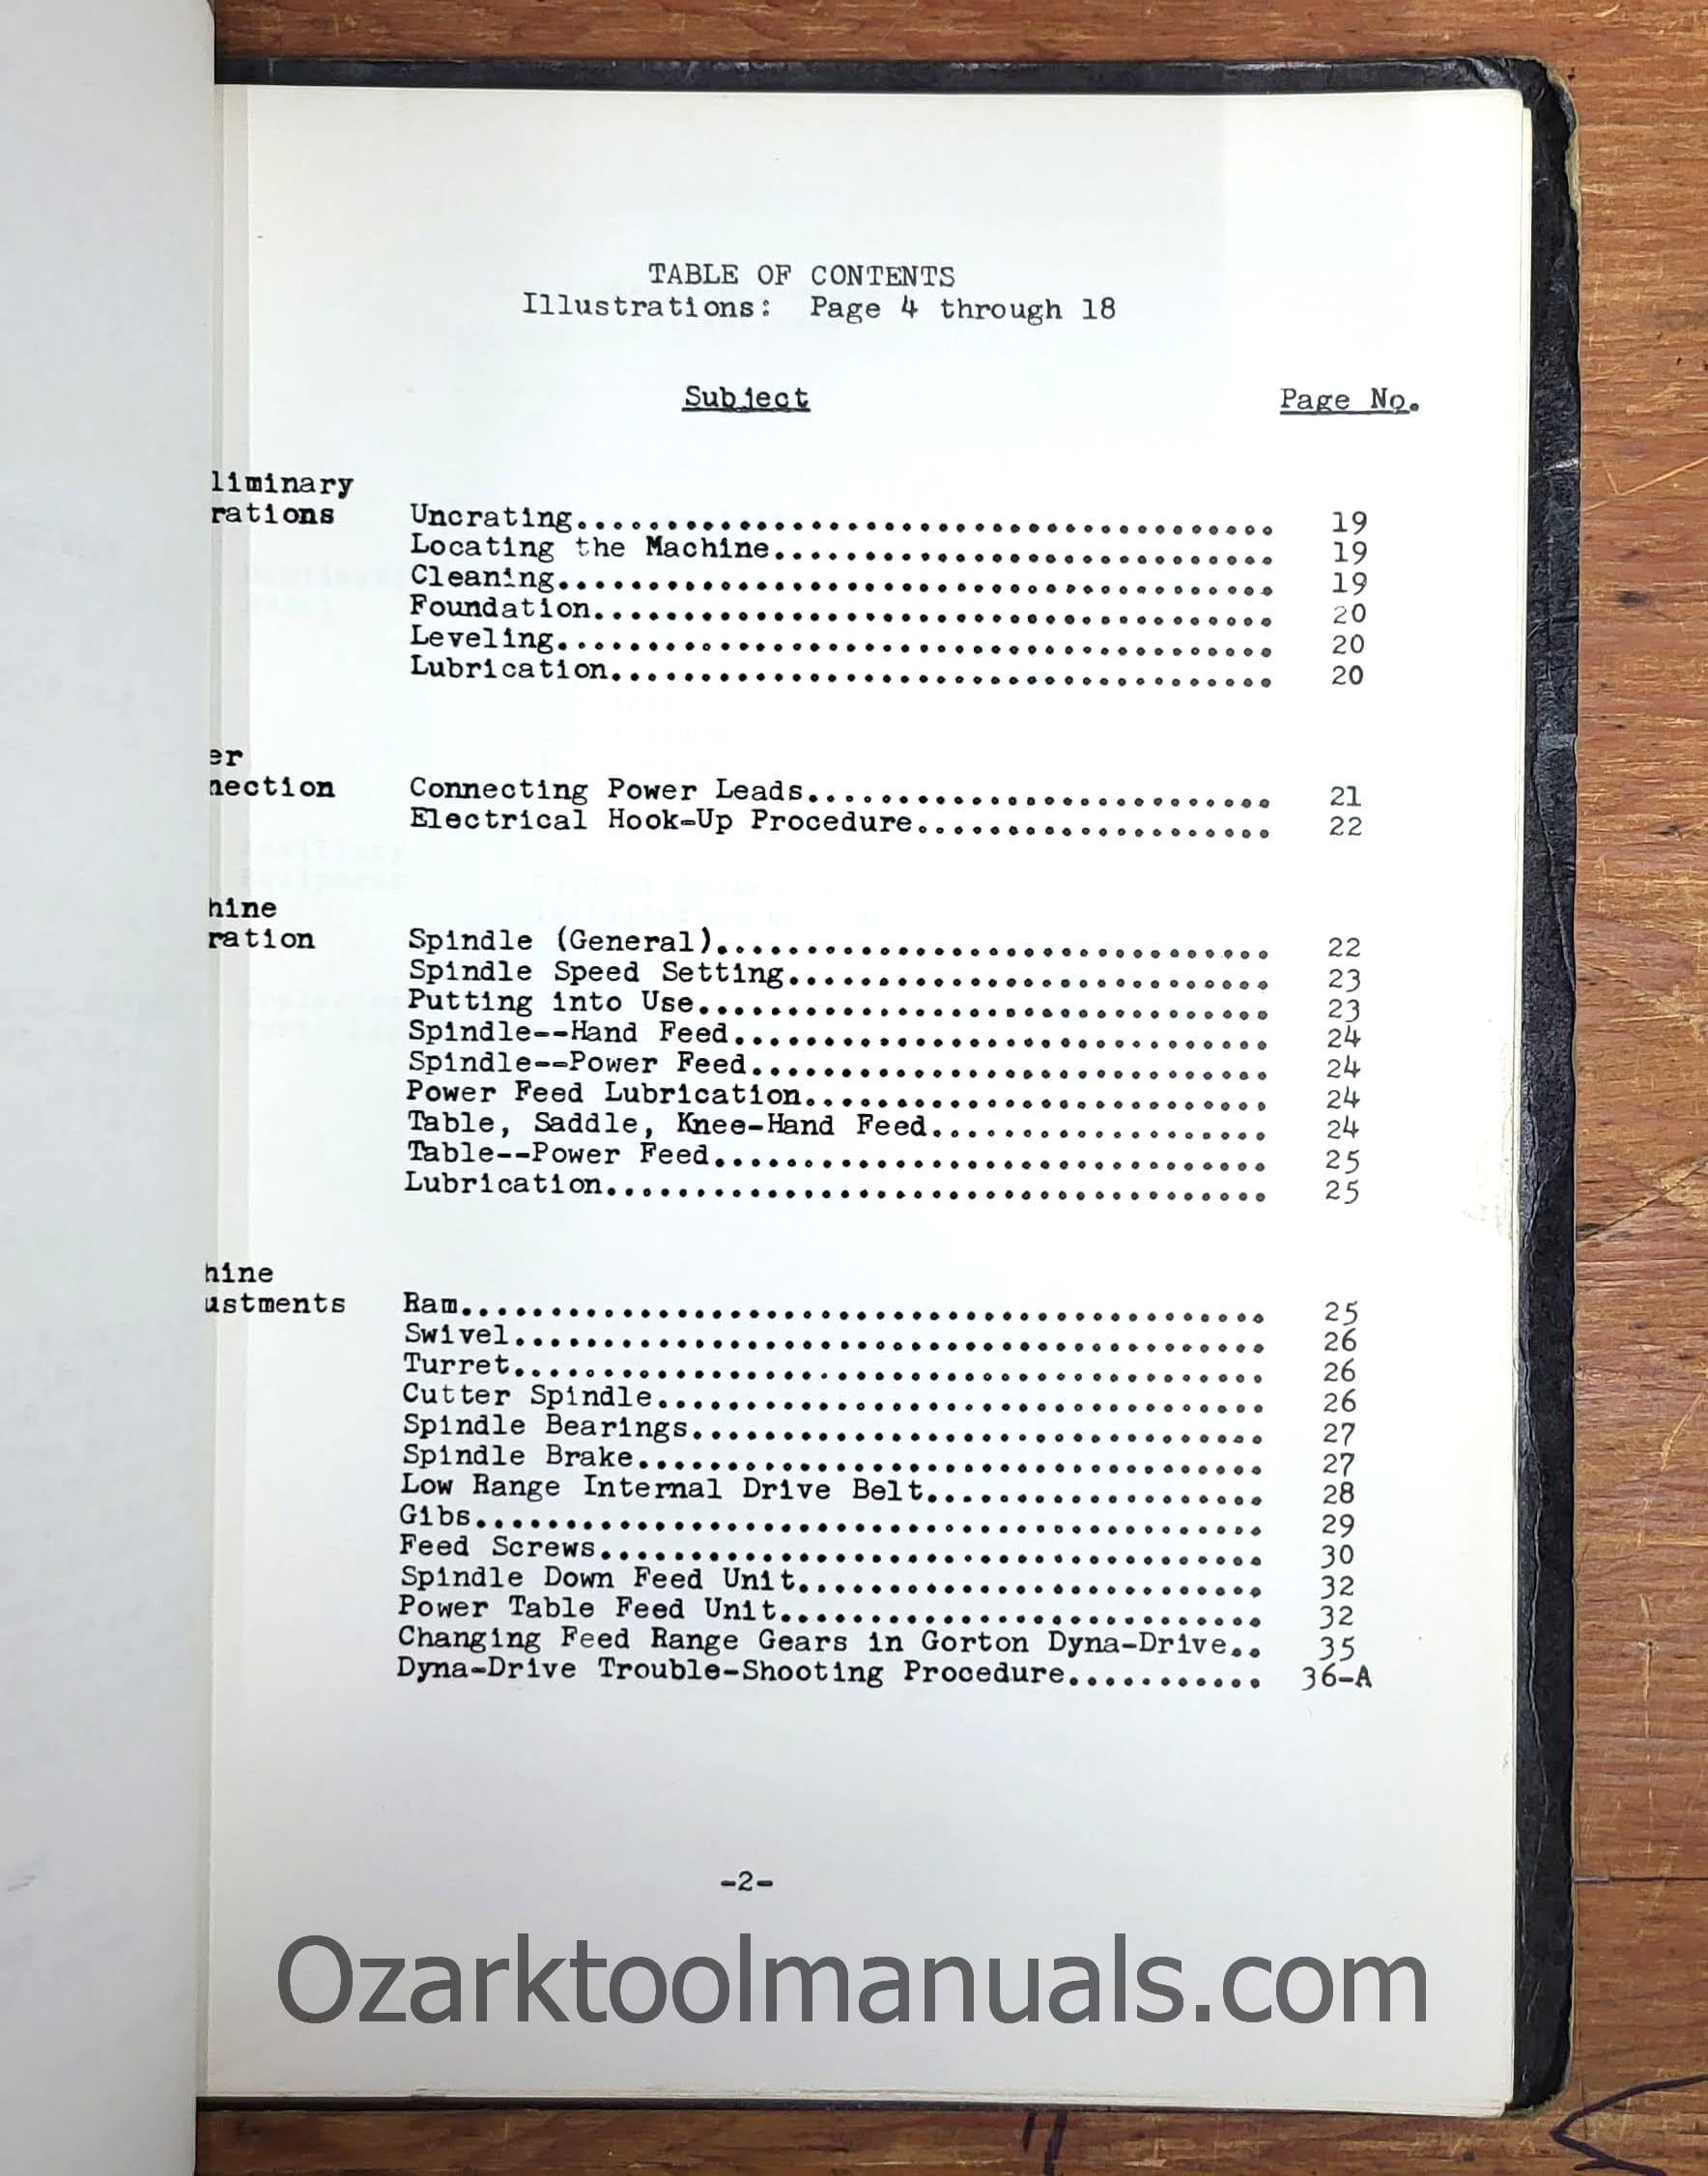 TABLE OF CONTENTS
Illustrations: Page 4 through 18
Subject Page No.
liminary
rations Uncrating....................................... 19
Locating the Machine............................ 19
Cleaning........................................ 19
Foundation...................................... 20
Leveling........................................ 20
Lubrication..................................... 20
er
nection Connecting Power Leads.......................... 21
Electrical Hook-Up Procedure.................... 22
hine
ration Spindle (General)............................... 22
Spindle Speed Setting........................... 23
Putting into Use................................ 23
Spindle--Hand Feed.............................. 24
Spindle--Power Feed............................. 24
Power Feed Lubrication.......................... 24
Table, Saddle, Knee-Hand Feed................... 24
Table--Power Feed............................... 25
Lubrication..................................... 25
hine
ustments Ram............................................. 25
Swivel.......................................... 26
Turret.......................................... 26
Cutter Spindle.................................. 26
Spindle Bearings................................ 27
Spindle Brake................................... 27
Low Range Internal Drive Belt................... 28
Gibs............................................ 29
Feed Screws..................................... 30
Spindle Down Feed Unit.......................... 32
Power Table Feed Unit........................... 32
Changing Feed Range Gears in Gorton Dyna-Drive.. 35
Dyna-Drive Trouble-Shooting Procedure........... 36-A
-2-
Ozarktoolmanuals.com